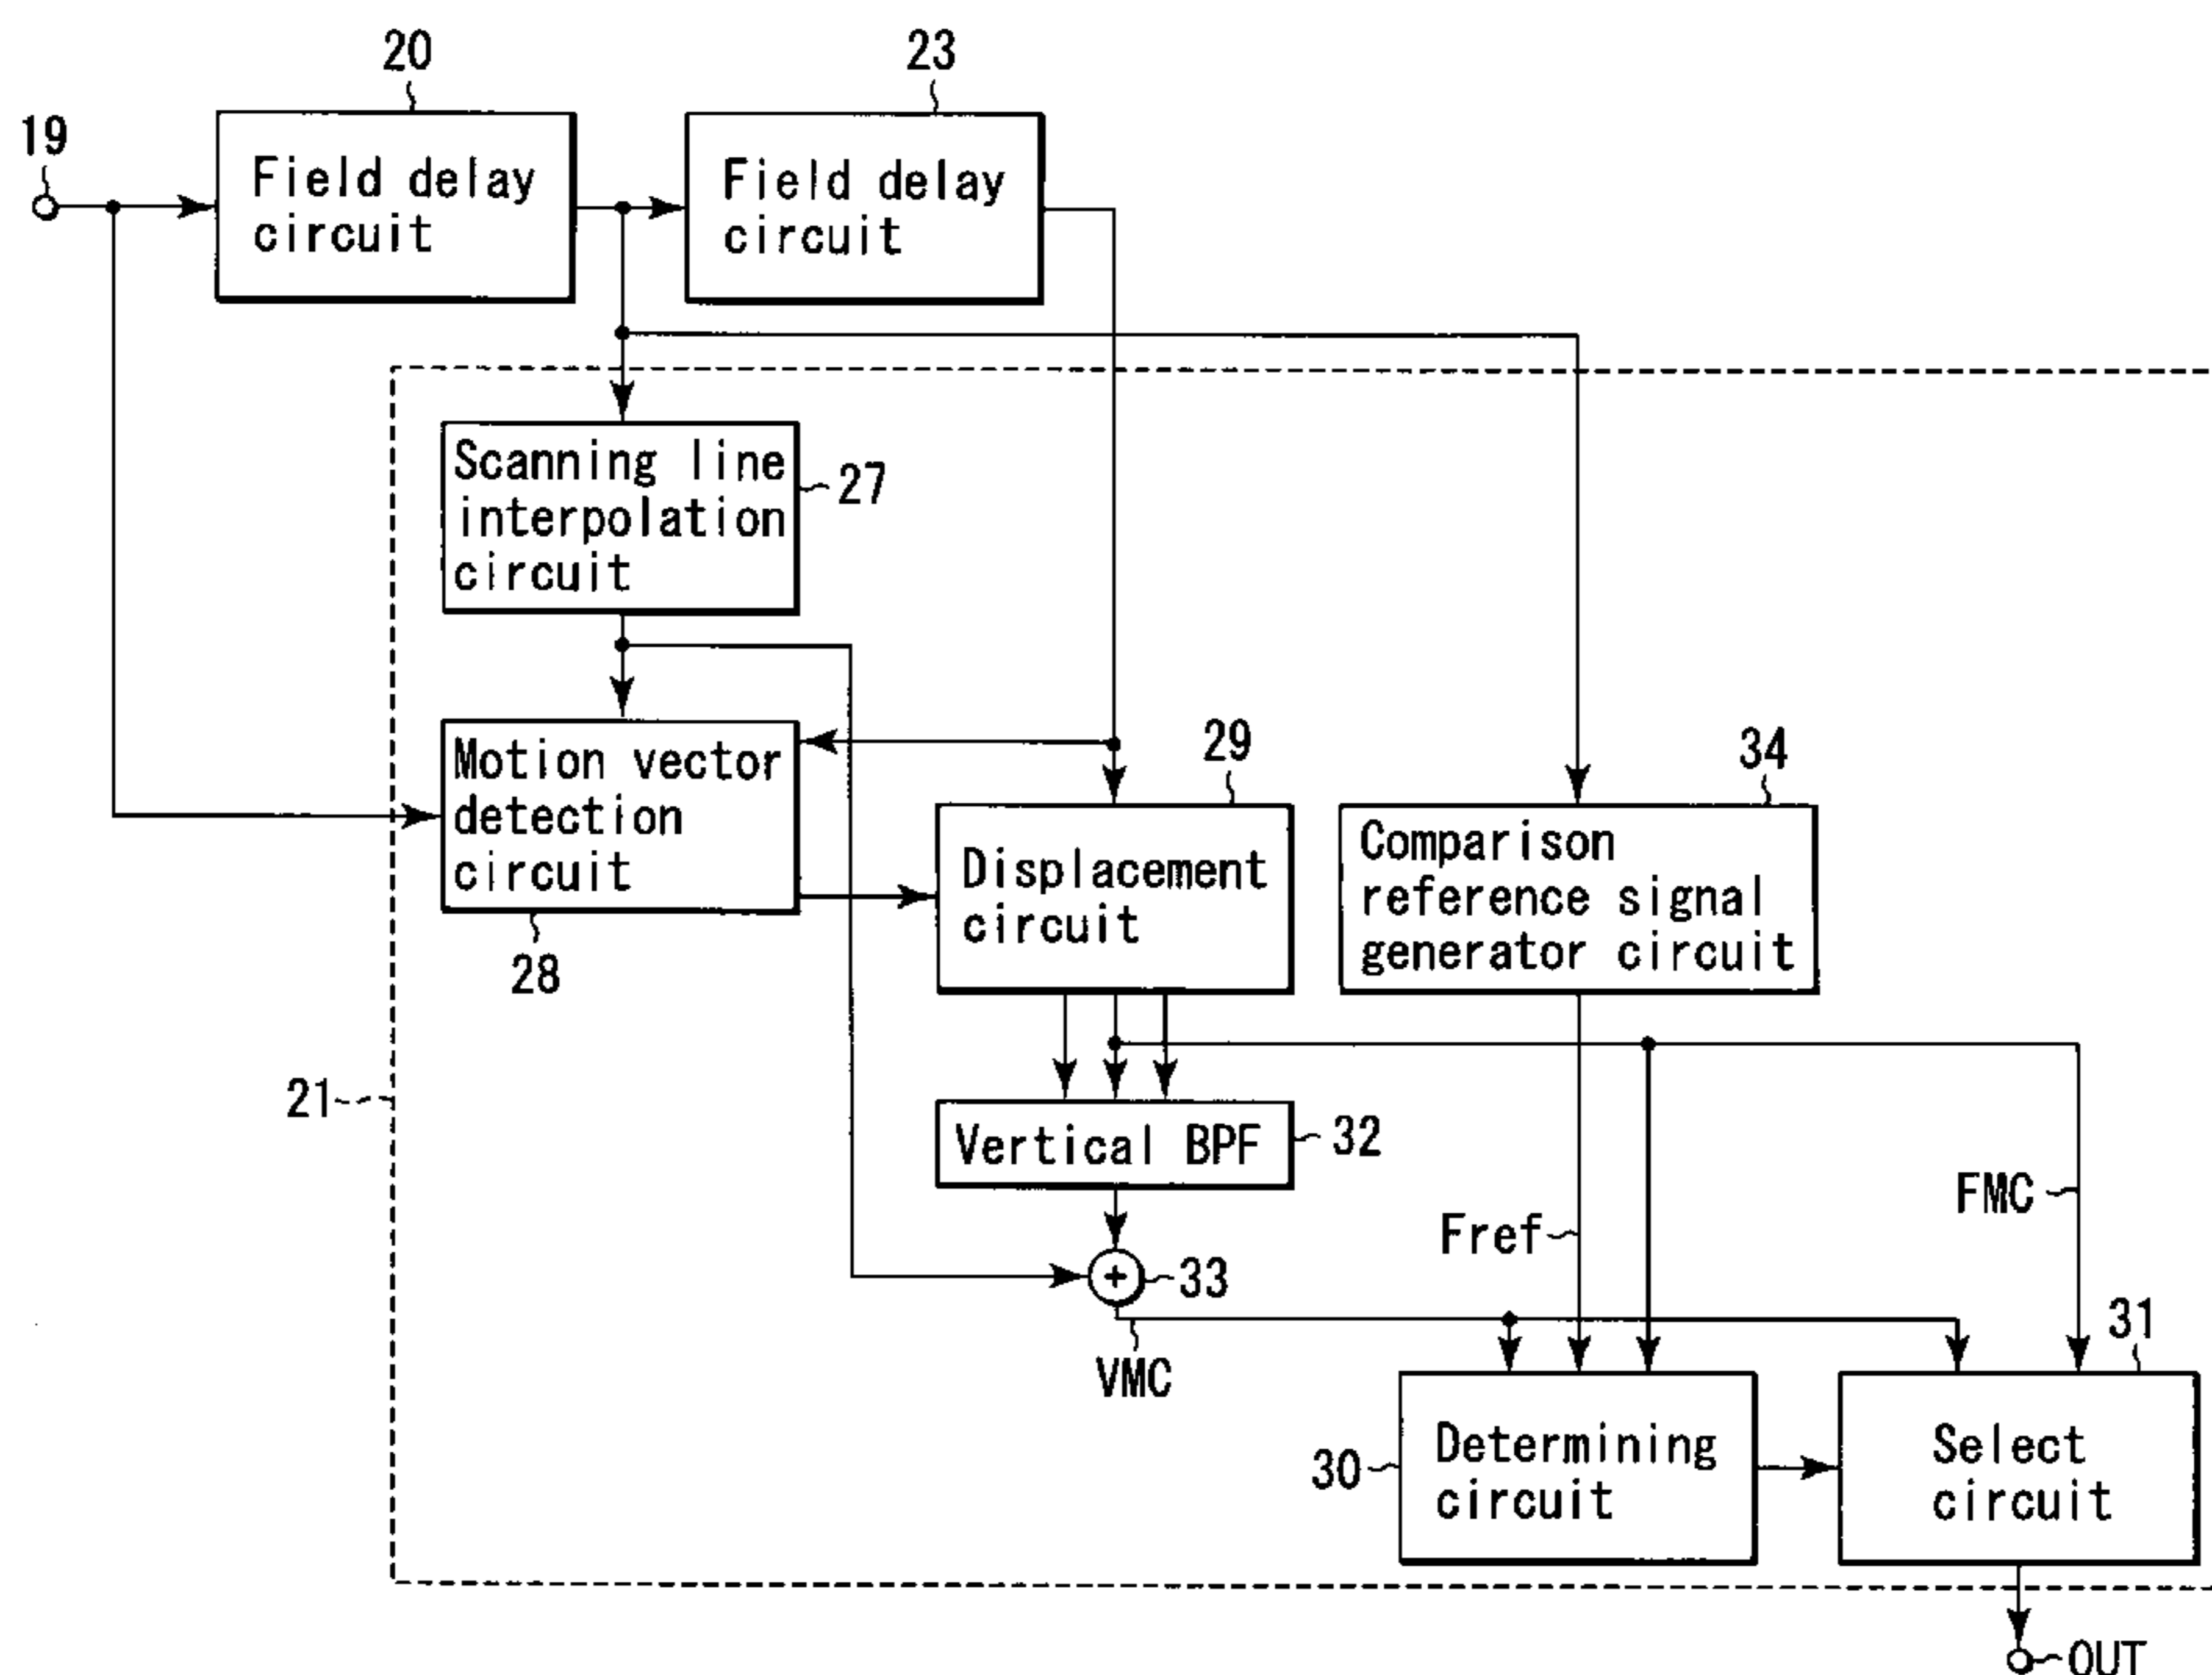 20
23
19
Field delay
circuit
Field delay
circuit
Scanning line
interpolation
circuit
27
Motion vector
detection
circuit
28
29
34
Displacement
circuit
Comparison
reference signal
generator circuit
21
Vertical BPF
32
FMC
Fref
33
VMC
31
30
Determining
circuit
Select
circuit
OUT